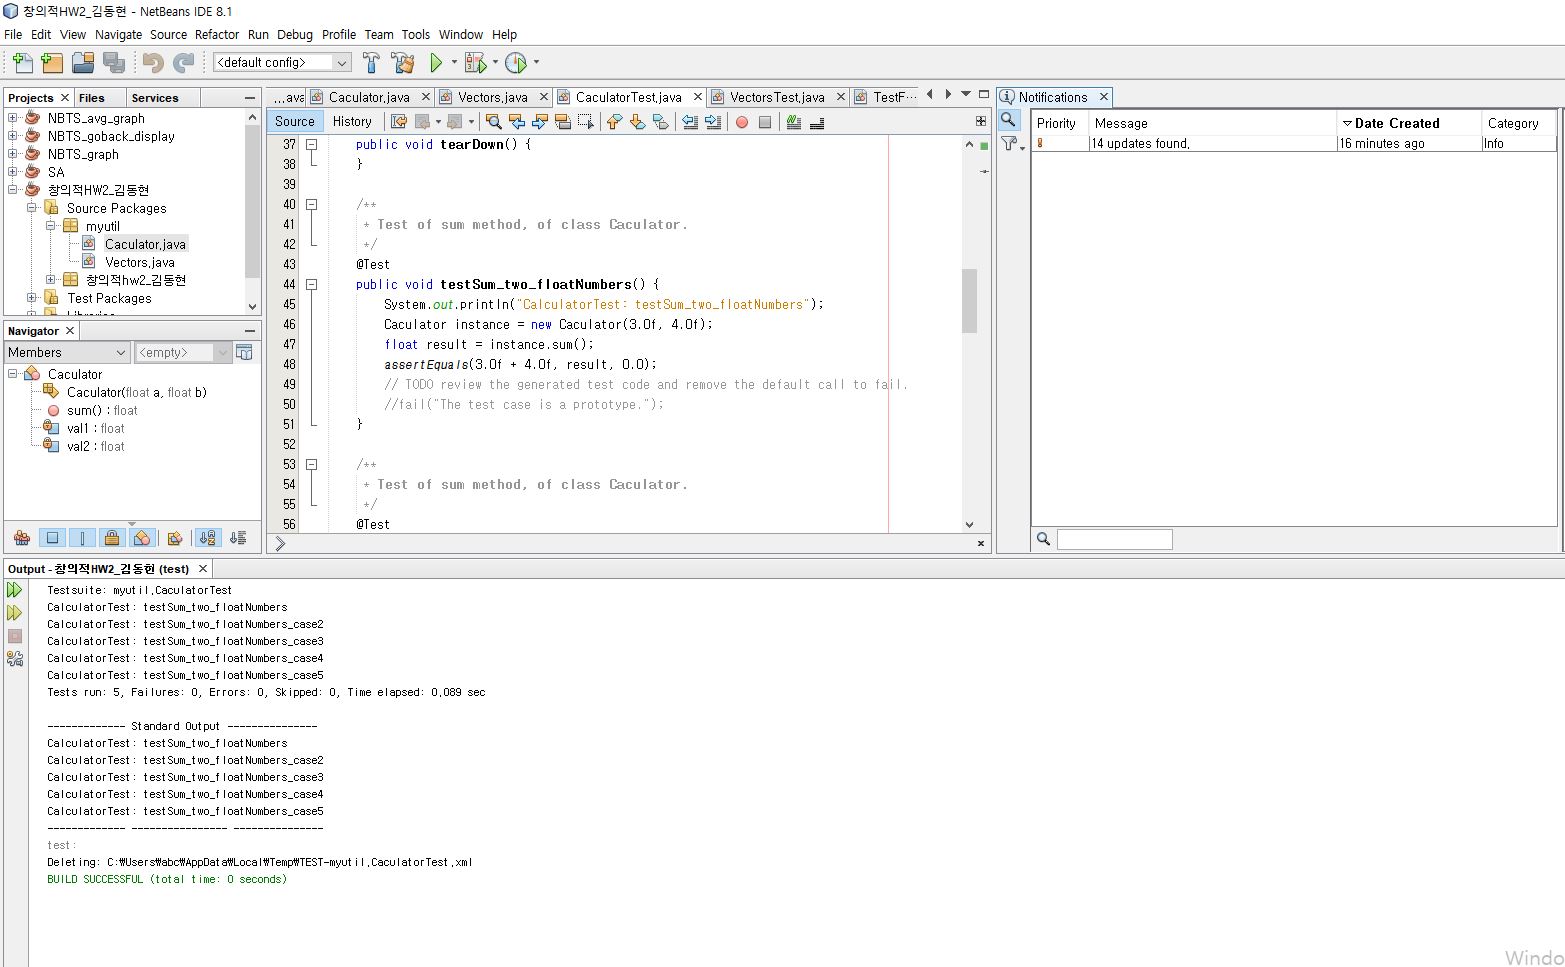 창의적HW2_김동현 - NetBeans IDE 8.1
File Edit View Navigate Source Refactor Run Debug Profile Team Tools Window Help
<default config>
Projects Files Services
NBTS_avg_graph
NBTS_goback_display
NBTS_graph
SA
창의적HW2_김동현
Source Packages
myutil
Caculator.java
Vectors.java
창의적hw2_김동현
Test Packages
Navigator
Members <empty>
Caculator
Caculator(float a, float b)
sum() : float
val1 : float
val2 : float
...ava Caculator.java Vectors.java CaculatorTest.java VectorsTest.java TestF...
Source History
37 public void tearDown() {
38 }
39
40 /**
41 * Test of sum method, of class Caculator.
42 */
43 @Test
44 public void testSum_two_floatNumbers() {
45 System.out.println("CalculatorTest: testSum_two_floatNumbers");
46 Caculator instance = new Caculator(3.0f, 4.0f);
47 float result = instance.sum();
48 assertEquals(3.0f + 4.0f, result, 0.0);
49 // TODO review the generated test code and remove the default call to fail.
50 //fail("The test case is a prototype.");
51 }
52
53 /**
54 * Test of sum method, of class Caculator.
55 */
56 @Test
Notifications
Priority Message Date Created Category
14 updates found. 16 minutes ago Info
Output - 창의적HW2_김동현 (test)
Testsuite: myutil.CaculatorTest
CalculatorTest: testSum_two_floatNumbers
CalculatorTest: testSum_two_floatNumbers_case2
CalculatorTest: testSum_two_floatNumbers_case3
CalculatorTest: testSum_two_floatNumbers_case4
CalculatorTest: testSum_two_floatNumbers_case5
Tests run: 5, Failures: 0, Errors: 0, Skipped: 0, Time elapsed: 0.089 sec
------------- Standard Output ---------------
CalculatorTest: testSum_two_floatNumbers
CalculatorTest: testSum_two_floatNumbers_case2
CalculatorTest: testSum_two_floatNumbers_case3
CalculatorTest: testSum_two_floatNumbers_case4
CalculatorTest: testSum_two_floatNumbers_case5
------------- ---------------- ---------------
test:
Deleting: C:₩Users₩abc₩AppData₩Local₩Temp₩TEST-myutil.CaculatorTest.xml
BUILD SUCCESSFUL (total time: 0 seconds)
Windo